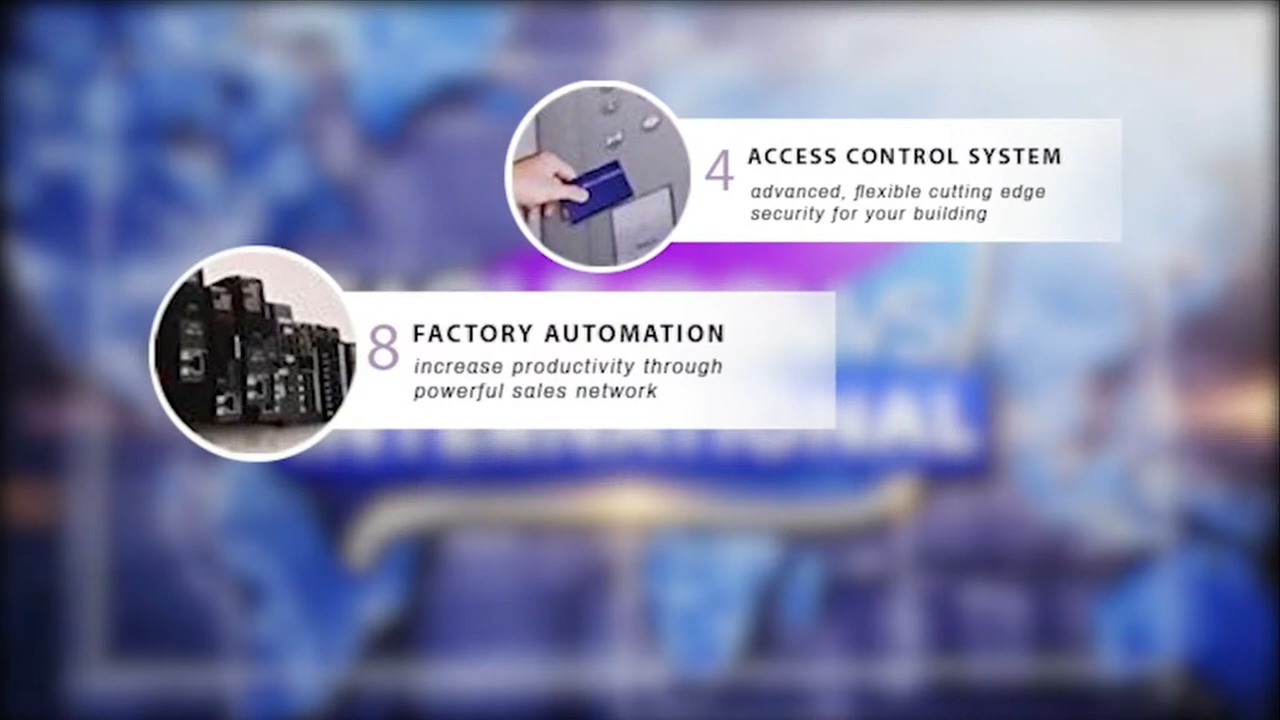 4 ACCESS CONTROL SYSTEM
advanced, flexible cutting edge
security for your building
8 FACTORY AUTOMATION
increase productivity through
powerful sales network
INTERNATIONAL